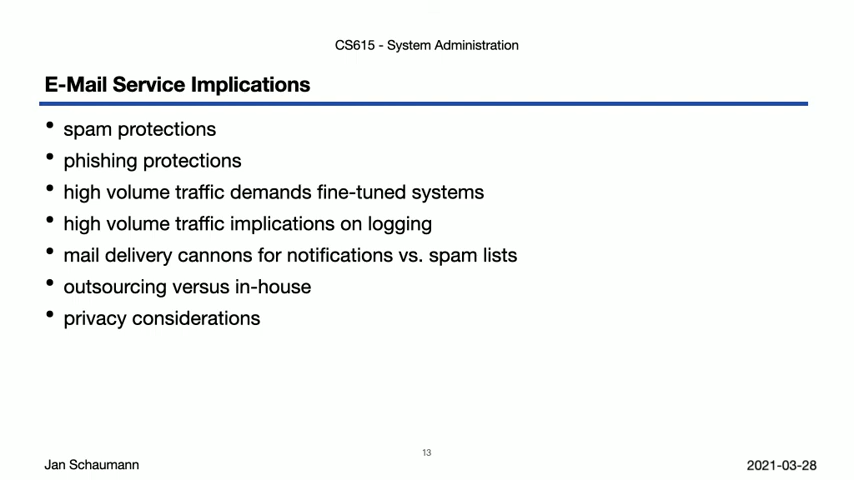 CS615 - System Administration
E-Mail Service Implications
• spam protections
• phishing protections
• high volume traffic demands fine-tuned systems
• high volume traffic implications on logging
• mail delivery cannons for notifications vs. spam lists
• outsourcing versus in-house
• privacy considerations
13
Jan Schaumann
2021-03-28